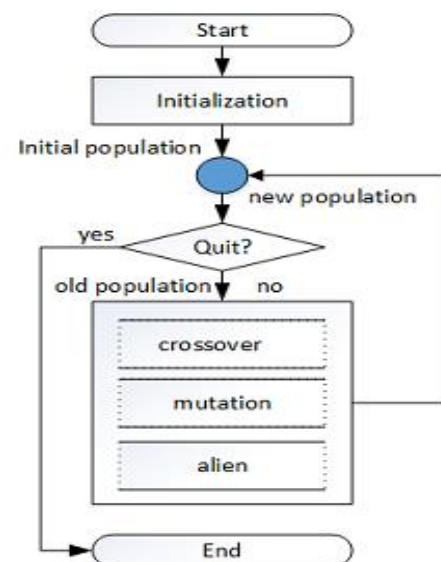 Start
Initialization
Initial population
new population
yes
Quit?
old population no
crossover
mutation
alien
End